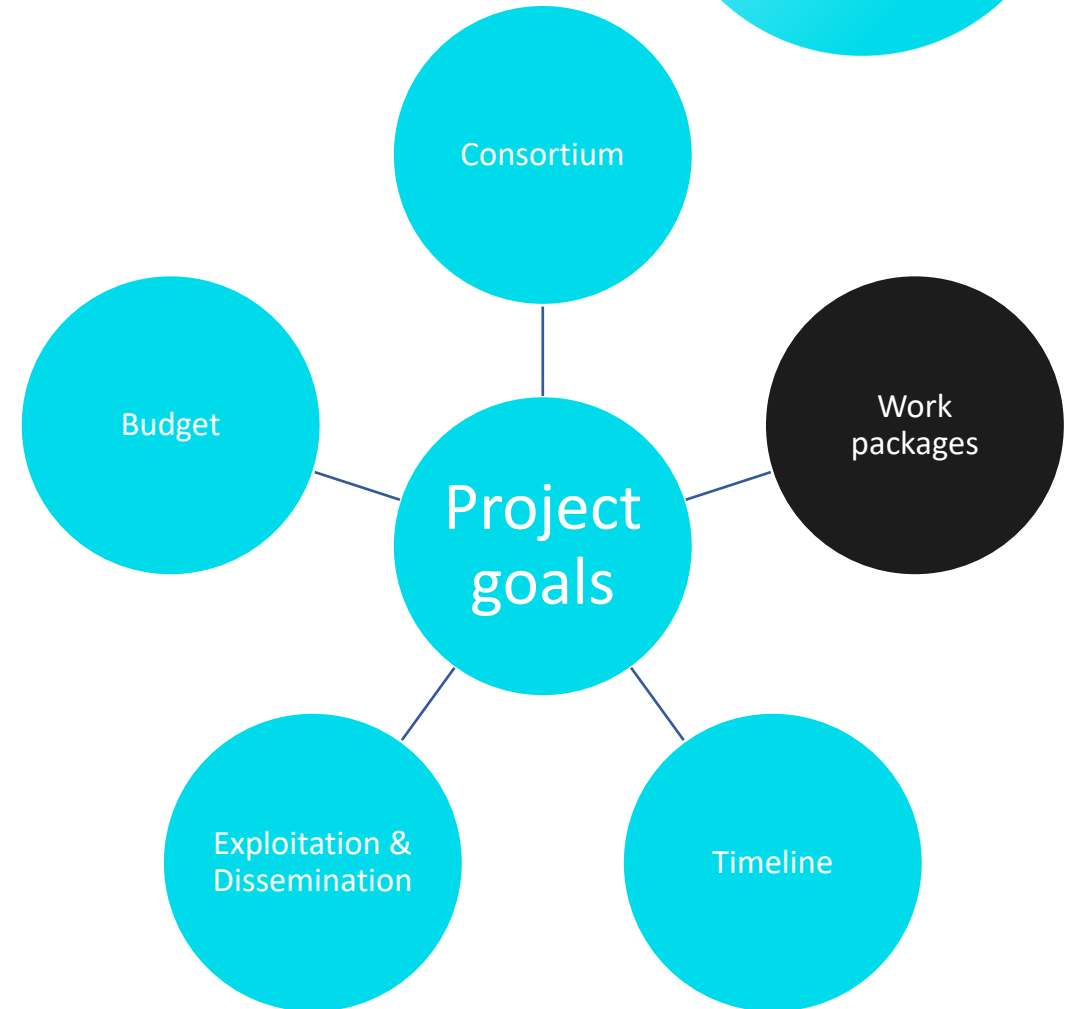 Consortium
Budget
Work
packages
Project
goals
Exploitation &
Dissemination
Timeline